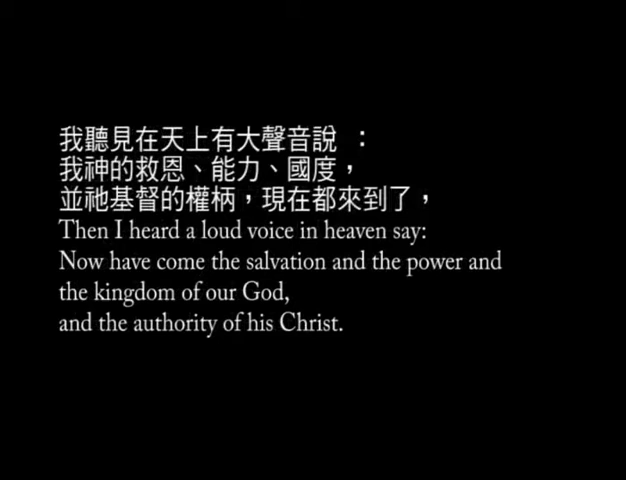 我聽見在天上有大聲音說 ：
我神的救恩、能力、國度，
並祂基督的權柄，現在都來到了，
Then I heard a loud voice in heaven say:
Now have come the salvation and the power and
the kingdom of our God,
and the authority of his Christ.